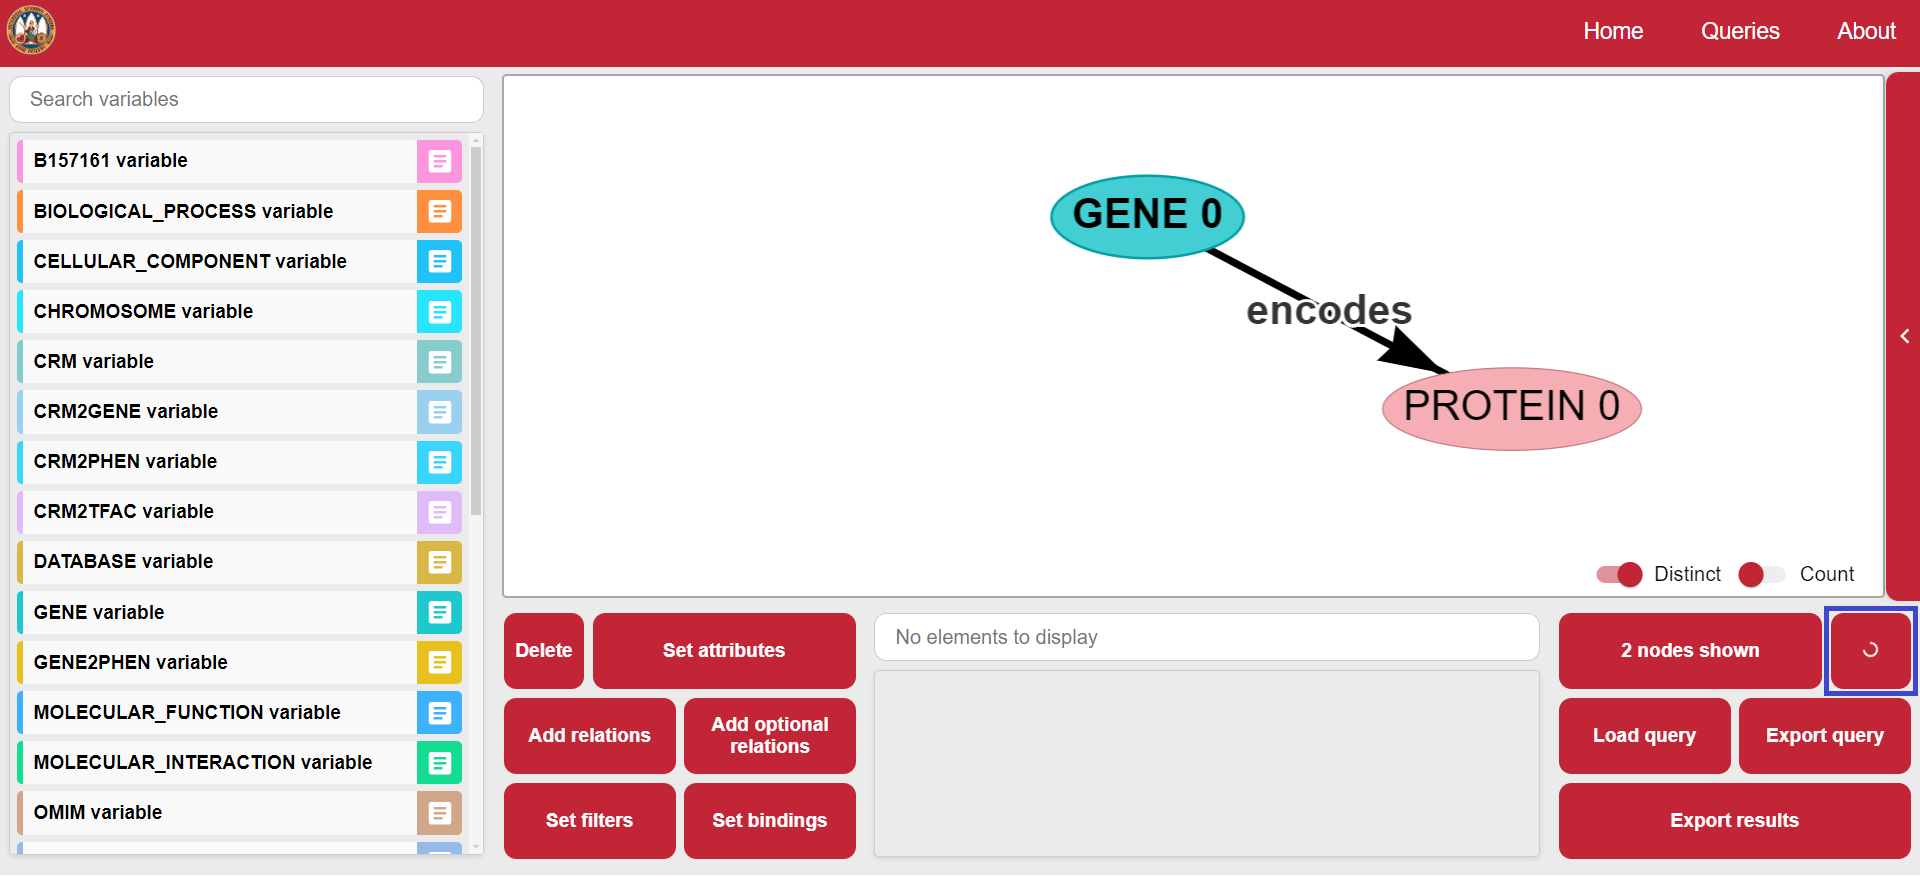 Home
Queries
About
Search variables
B157161 variable
BIOLOGICAL_PROCESS variable
CELLULAR_COMPONENT variable
CHROMOSOME variable
CRM variable
CRM2GENE variable
CRM2PHEN variable
CRM2TFAC variable
DATABASE variable
GENE variable
GENE2PHEN variable
MOLECULAR_FUNCTION variable
MOLECULAR_INTERACTION variable
OMIM variable
GENE 0
encodes
PROTEIN 0
Distinct
Count
Delete
Set attributes
Add relations
Add optional
relations
Set filters
Set bindings
No elements to display
2 nodes shown
Load query
Export query
Export results